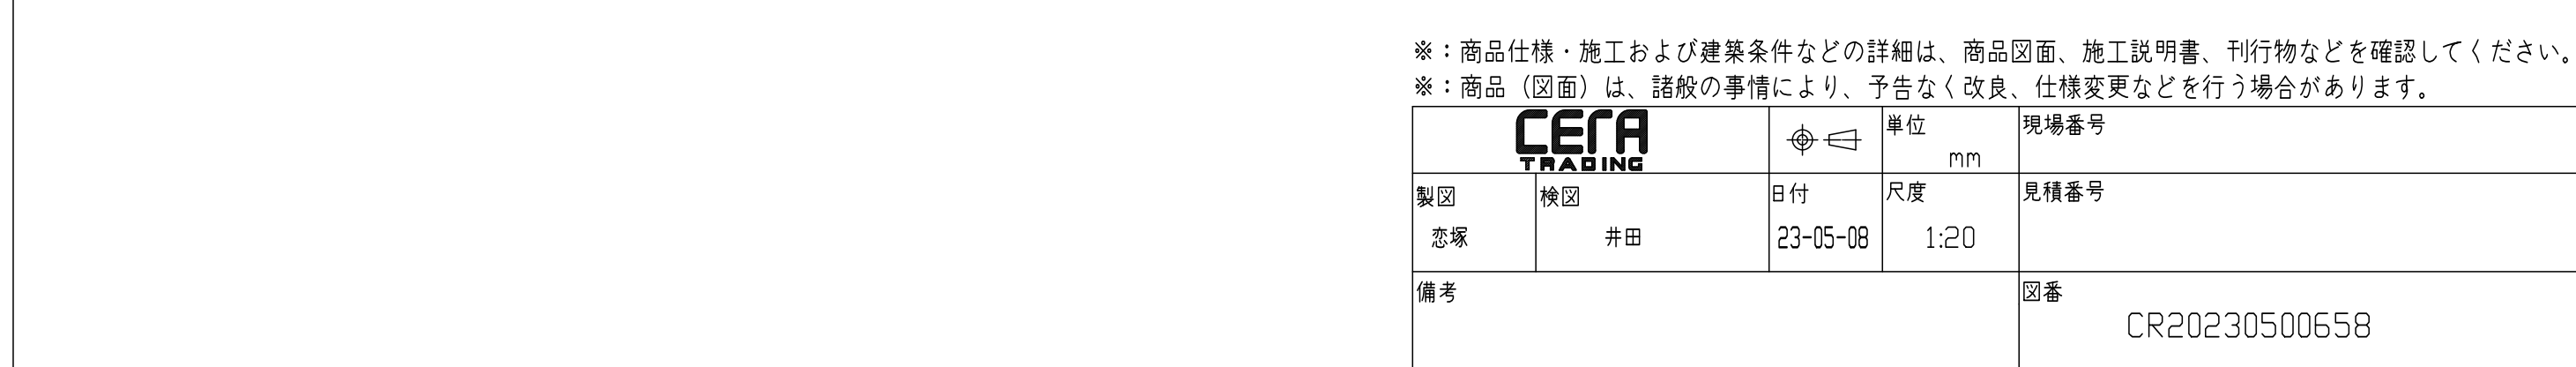 ※：商品仕様・施工および建築条件などの詳細は、商品図面、施工説明書、刊行物などを確認してください。
※：商品（図面）は、諸般の事情により、予告なく改良、仕様変更などを行う場合があります。
CERA
TRADING
単位
mm
現場番号
製図
恋塚
検図
井田
日付
23-05-08
尺度
1:20
見積番号
備考
図番
CR20230500658